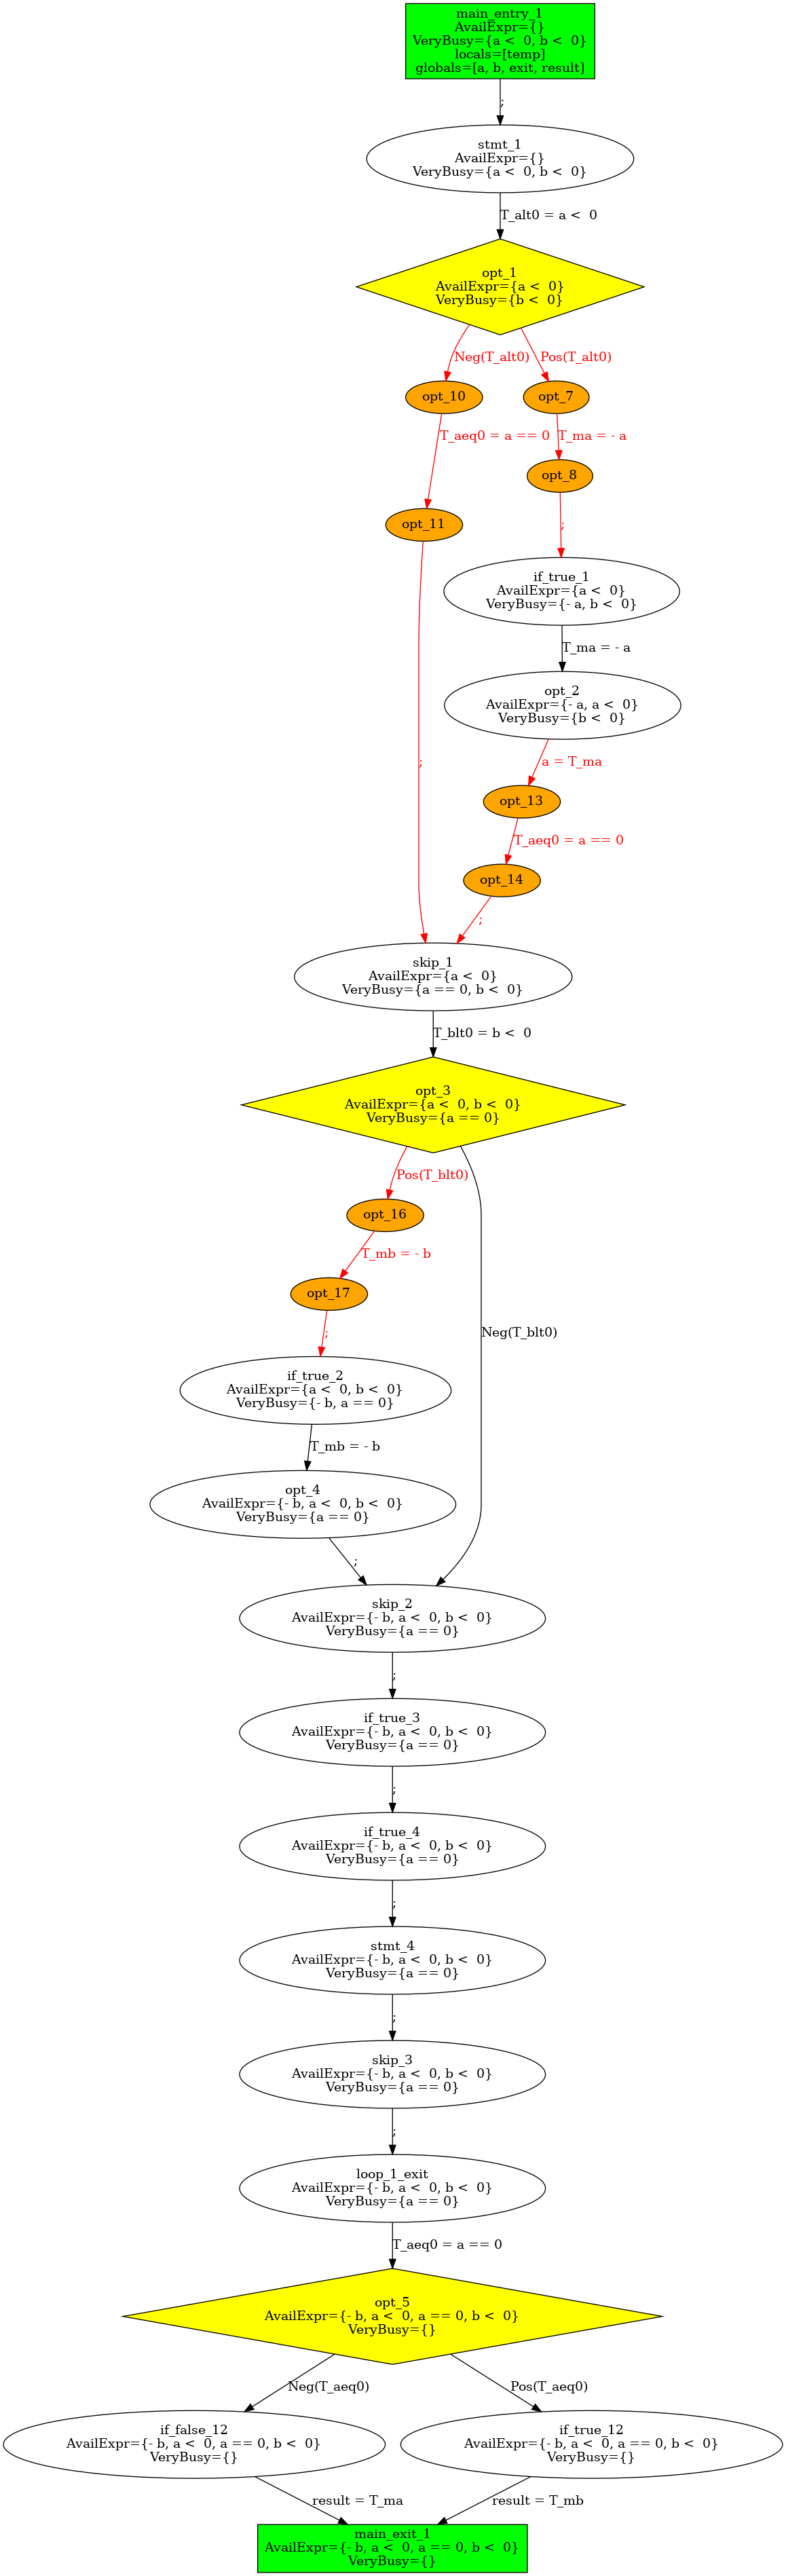 main_entry_1
AvailExpr={}
VeryBusy={a <  0, b <  0}
locals=[temp]
globals=[a, b, exit, result]
;
stmt_1
AvailExpr={}
VeryBusy={a <  0, b <  0}
T_alt0 = a <  0
opt_1
AvailExpr={a <  0}
VeryBusy={b <  0}
Neg(T_alt0)
Pos(T_alt0)
opt_10
opt_7
T_aeq0 = a == 0
T_ma = - a
opt_8
opt_11
;
if_true_1
AvailExpr={a <  0}
VeryBusy={- a, b <  0}
T_ma = - a
opt_2
AvailExpr={- a, a <  0}
VeryBusy={b <  0}
;
a = T_ma
opt_13
T_aeq0 = a == 0
opt_14
;
skip_1
AvailExpr={a <  0}
VeryBusy={a == 0, b <  0}
T_blt0 = b <  0
opt_3
AvailExpr={a <  0, b <  0}
VeryBusy={a == 0}
Pos(T_blt0)
opt_16
T_mb = - b
opt_17
Neg(T_blt0)
;
if_true_2
AvailExpr={a <  0, b <  0}
VeryBusy={- b, a == 0}
T_mb = - b
opt_4
AvailExpr={- b, a <  0, b <  0}
VeryBusy={a == 0}
;
skip_2
AvailExpr={- b, a <  0, b <  0}
VeryBusy={a == 0}
;
if_true_3
AvailExpr={- b, a <  0, b <  0}
VeryBusy={a == 0}
;
if_true_4
AvailExpr={- b, a <  0, b <  0}
VeryBusy={a == 0}
;
stmt_4
AvailExpr={- b, a <  0, b <  0}
VeryBusy={a == 0}
;
skip_3
AvailExpr={- b, a <  0, b <  0}
VeryBusy={a == 0}
;
loop_1_exit
AvailExpr={- b, a <  0, b <  0}
VeryBusy={a == 0}
T_aeq0 = a == 0
opt_5
AvailExpr={- b, a <  0, a == 0, b <  0}
VeryBusy={}
Neg(T_aeq0)
Pos(T_aeq0)
if_false_12
AvailExpr={- b, a <  0, a == 0, b <  0}
VeryBusy={}
if_true_12
AvailExpr={- b, a <  0, a == 0, b <  0}
VeryBusy={}
result = T_ma
result = T_mb
main_exit_1
AvailExpr={- b, a <  0, a == 0, b <  0}
VeryBusy={}